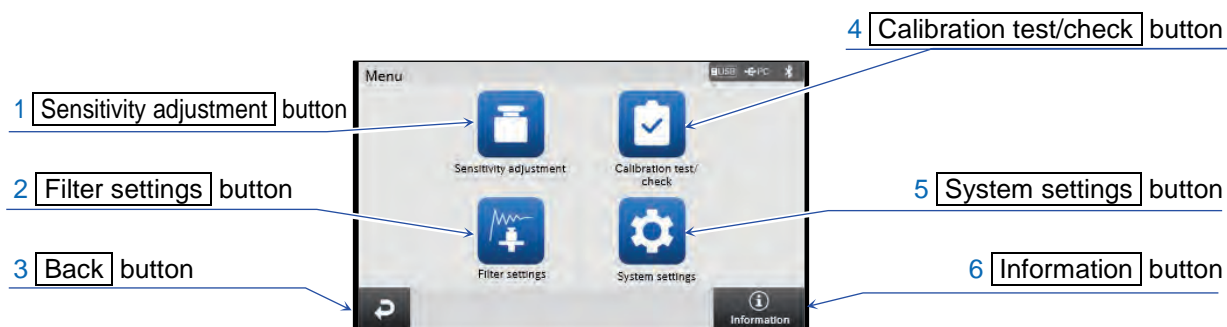 4 Calibration test/check button
Menu
USB PC
1 Sensitivity adjustment button
Sensitivity adjustment
Calibration test/
check
2 Filter settings button
5 System settings button
Filter settings
System settings
3 Back button
6 Information button
Information